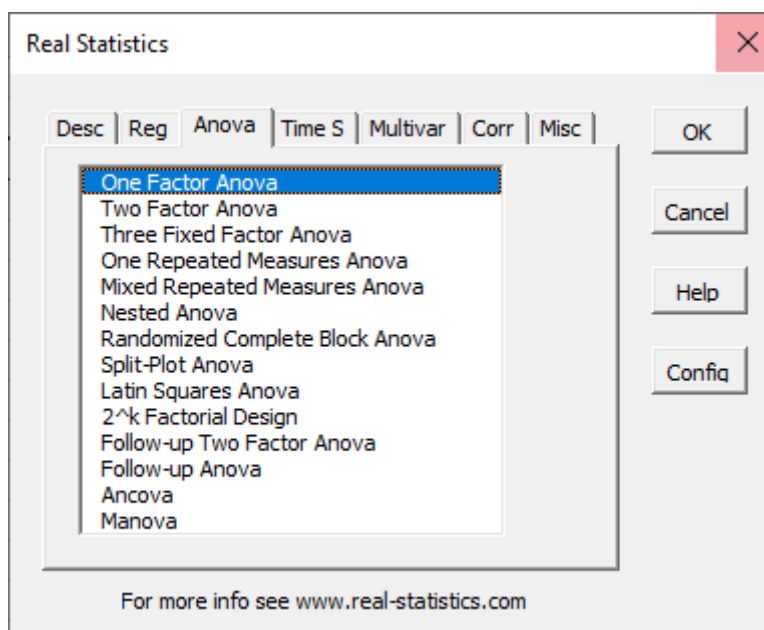 Real Statistics
Desc Reg Anova Time S Multivar Corr Misc
OK
One Factor Anova
Two Factor Anova
Three Fixed Factor Anova
One Repeated Measures Anova
Mixed Repeated Measures Anova
Nested Anova
Randomized Complete Block Anova
Split-Plot Anova
Latin Squares Anova
2^k Factorial Design
Follow-up Two Factor Anova
Follow-up Anova
Ancova
Manova
Cancel
Help
Config
For more info see www.real-statistics.com